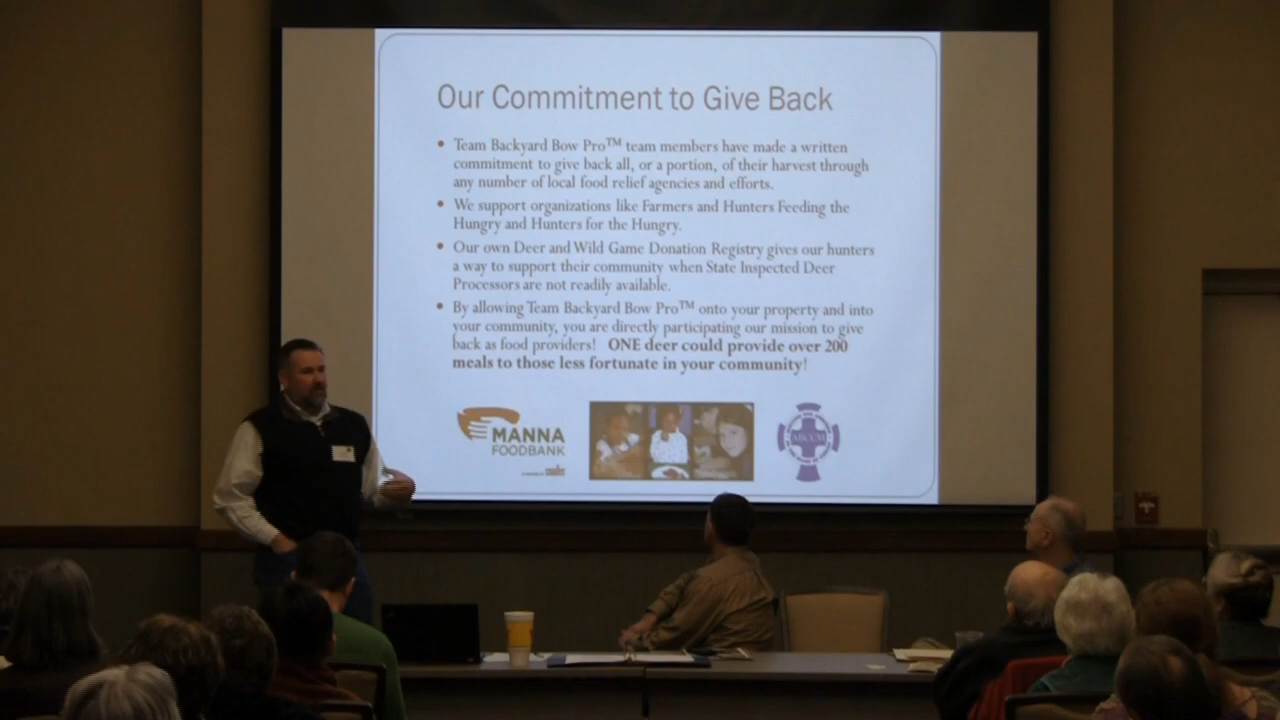 Our Commitment to Give Back
• Team Backyard Bow Pro™ team members have made a written
commitment to give back all, or a portion, of their harvest through
any number of local food relief agencies and efforts.
• We support organizations like Farmers and Hunters Feeding the
Hungry and Hunters for the Hungry.
• Our own Deer and Wild Game Donation Registry gives our hunters
a way to support their community when State Inspected Deer
Processors are not readily available.
• By allowing Team Backyard Bow Pro™ onto your property and into
your community, you are directly participating our mission to give
back as food providers! ONE deer could provide over 200
meals to those less fortunate in your community!
MANNA
FOODBANK
ABCCM